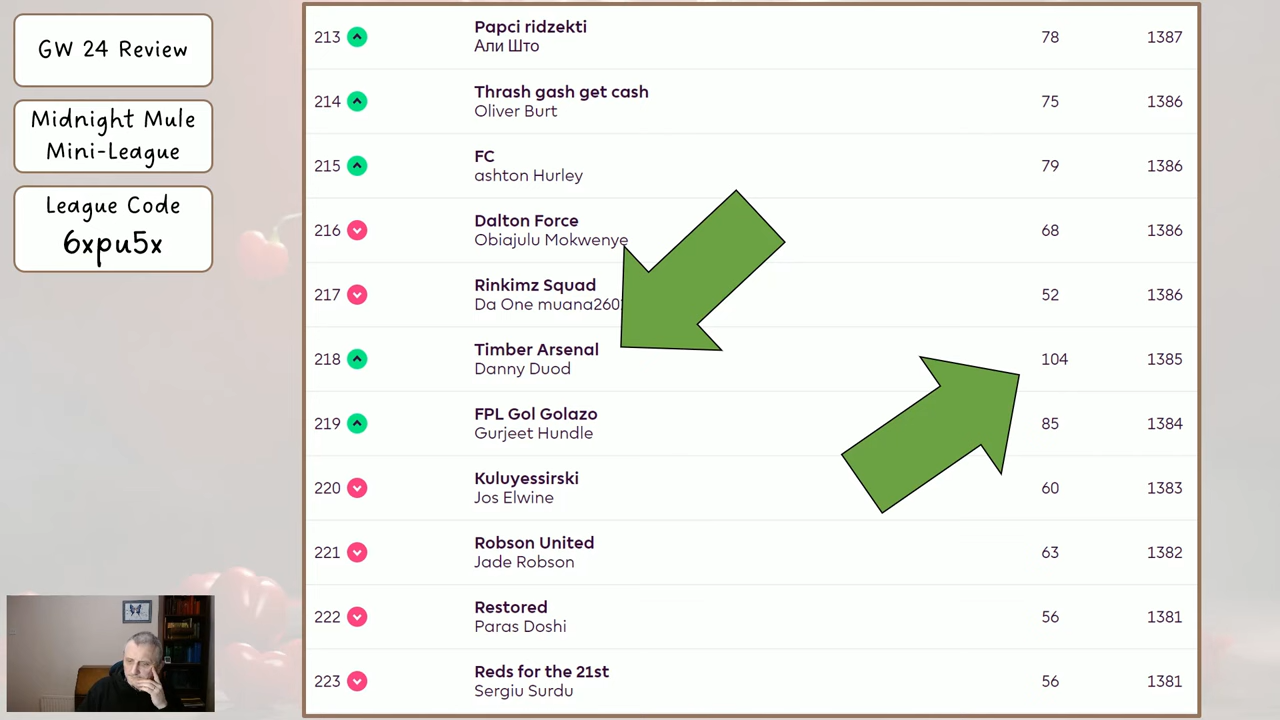 GW 24 Review
Midnight Mule
Mini-League
League Code
6xpu5x
213 Papci ridzekti 78 1387
Али Што
214 Thrash gash get cash 75 1386
Oliver Burt
215 FC 79 1386
ashton Hurley
216 Dalton Force 68 1386
Obiajulu Mokwenye
217 Rinkimz Squad 52 1386
Da One
218 Timber Arsenal 104 1385
Danny Duod
219 FPL Gol Golazo 85 1384
Gurjeet Hundle
220 Kuluyessirski 60 1383
Jos Elwine
221 Robson United 63 1382
Jade Robson
222 Restored 56 1381
Paras Doshi
223 Reds for the 21st 56 1381
Sergiu Surdu